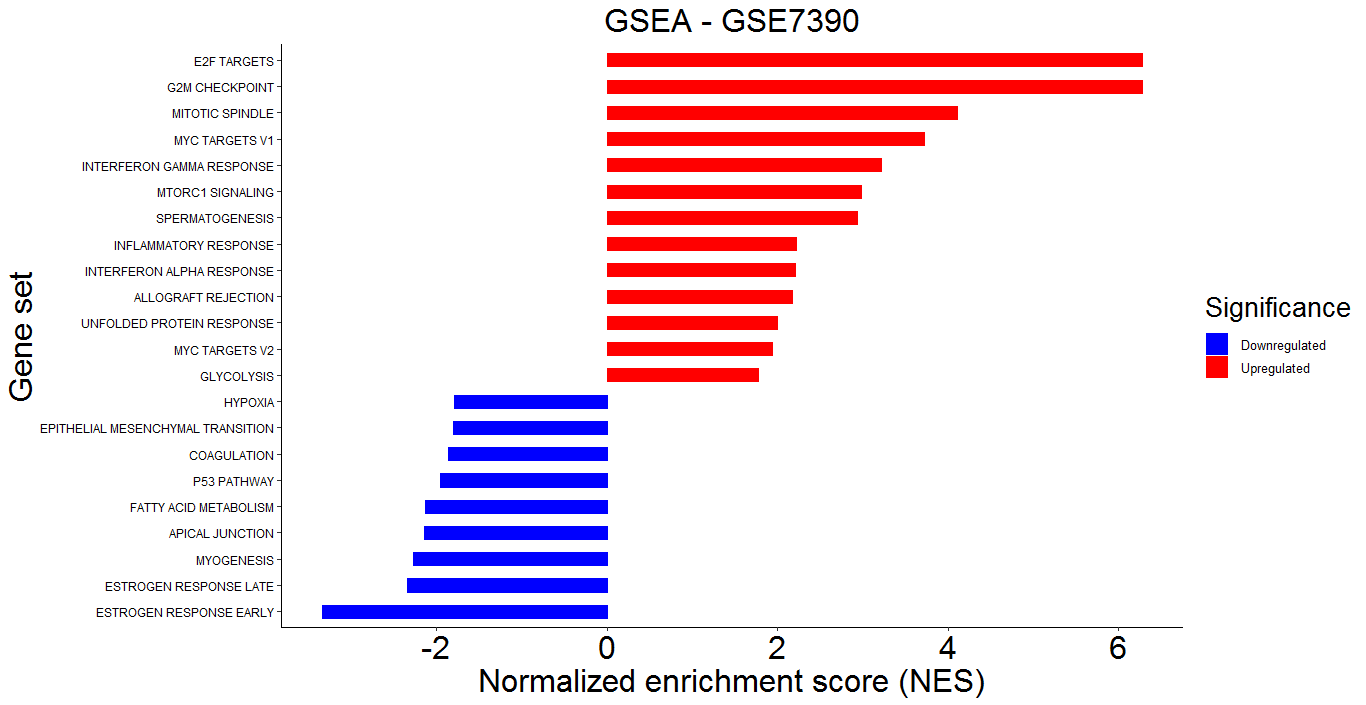 GSEA - GSE7390
Gene set
E2F TARGETS
G2M CHECKPOINT
MITOTIC SPINDLE
MYC TARGETS V1
INTERFERON GAMMA RESPONSE
MTORC1 SIGNALING
SPERMATOGENESIS
INFLAMMATORY RESPONSE
INTERFERON ALPHA RESPONSE
ALLOGRAFT REJECTION
UNFOLDED PROTEIN RESPONSE
MYC TARGETS V2
GLYCOLYSIS
HYPOXIA
EPITHELIAL MESENCHYMAL TRANSITION
COAGULATION
P53 PATHWAY
FATTY ACID METABOLISM
APICAL JUNCTION
MYOGENESIS
ESTROGEN RESPONSE LATE
ESTROGEN RESPONSE EARLY
-2 0 2 4 6
Normalized enrichment score (NES)
Significance
Downregulated
Upregulated